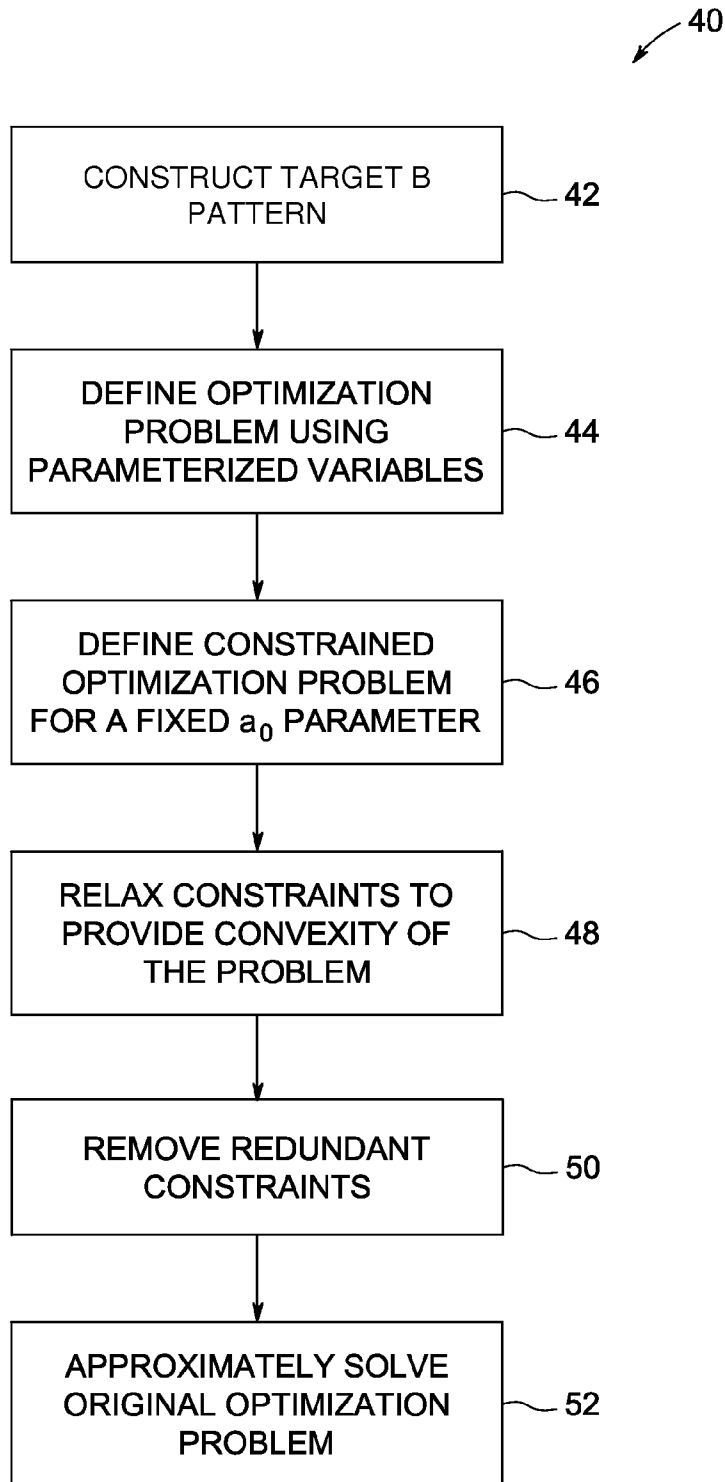 40
CONSTRUCT TARGET B
PATTERN
42
DEFINE OPTIMIZATION
PROBLEM USING
PARAMETERIZED VARIABLES
44
DEFINE CONSTRAINED
OPTIMIZATION PROBLEM
FOR A FIXED a₀ PARAMETER
46
RELAX CONSTRAINTS TO
PROVIDE CONVEXITY OF
THE PROBLEM
48
REMOVE REDUNDANT
CONSTRAINTS
50
APPROXIMATELY SOLVE
ORIGINAL OPTIMIZATION
PROBLEM
52